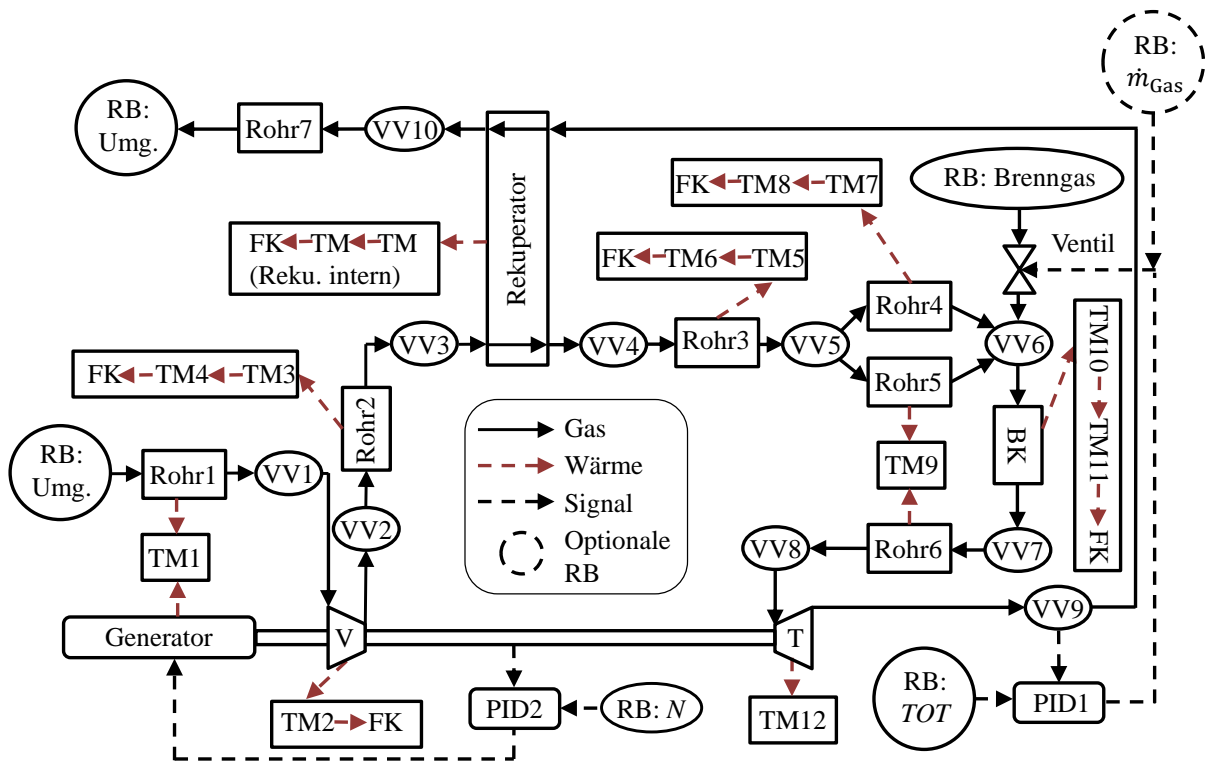 RB:
ṁGas
RB:
Umg.
Rohr7
VV10
Rekuperator
FK TM8 TM7
RB: Brenngas
Ventil
FK TM TM
(Reku. intern)
FK TM6 TM5
Rohr4
VV3
VV4
Rohr3
VV5
VV6
Rohr5
TM10 TM11 FK
FK TM4 TM3
Rohr2
BK
RB:
Umg.
Rohr1
VV1
VV2
Gas
Wärme
Signal
Optionale
RB
TM9
TM1
VV8
Rohr6
VV7
Generator
V
T
VV9
TM2 FK
PID2
RB: N
TM12
RB:
TOT
PID1